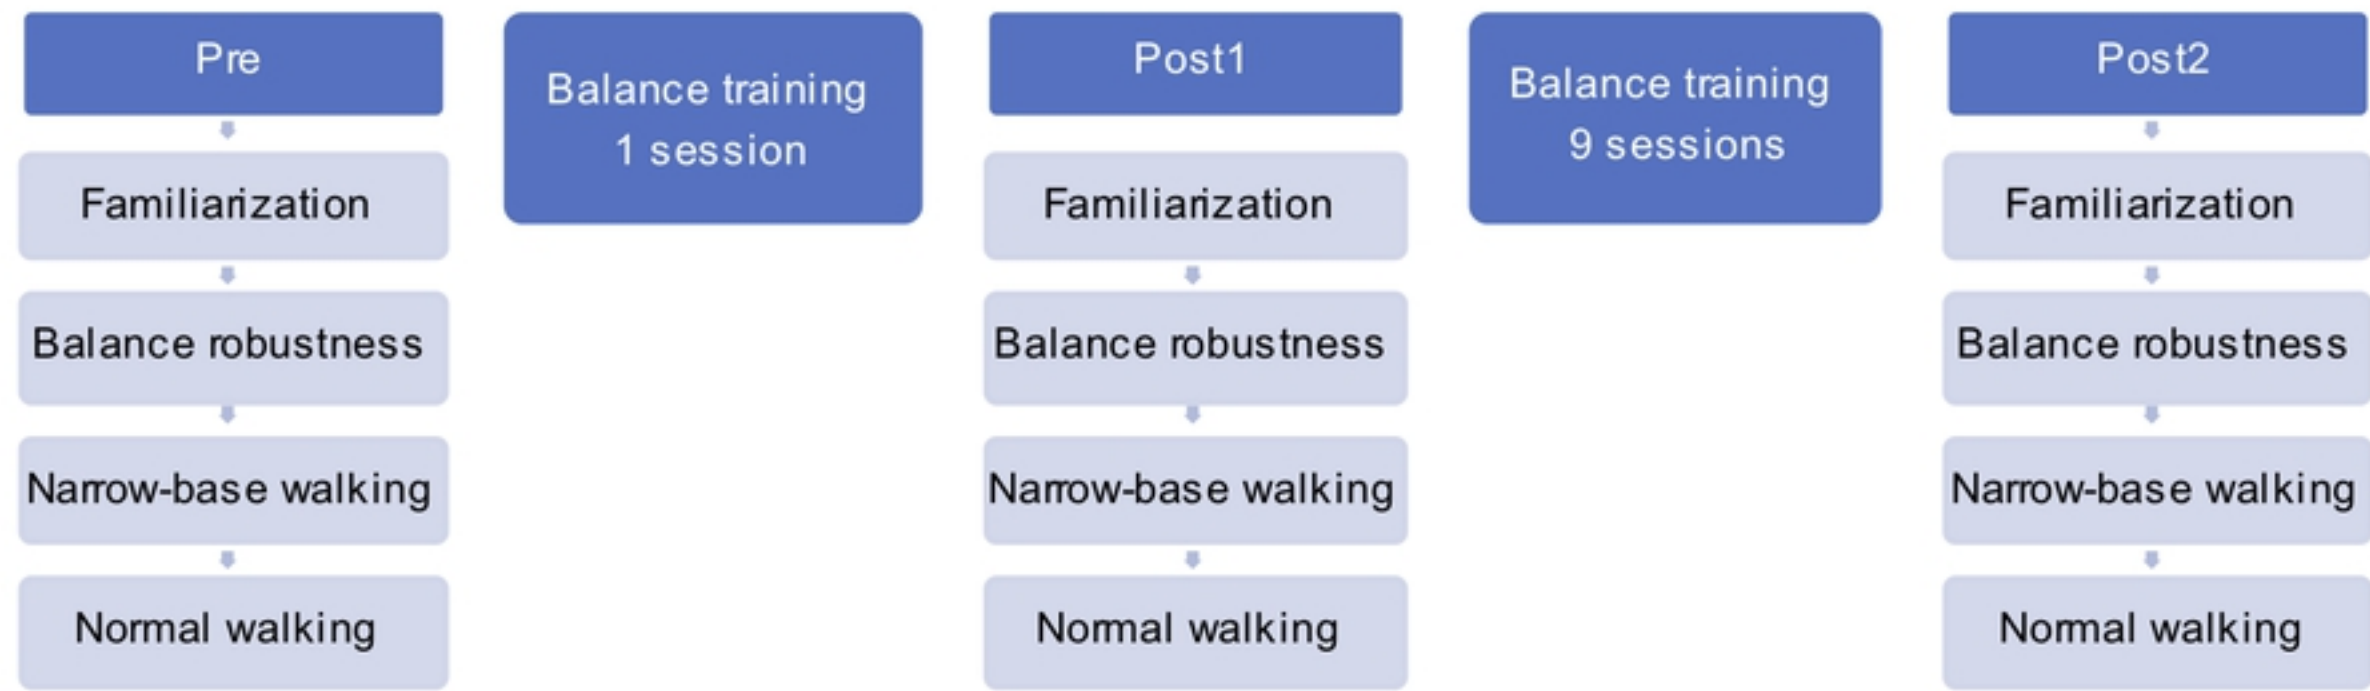 Pre
Familiarization
Balance robustness
Narrow-base walking
Normal walking
Balance training
1 session
Post1
Familiarization
Balance robustness
Narrow-base walking
Normal walking
Balance training
9 sessions
Post2
Familiarization
Balance robustness
Narrow-base walking
Normal walking